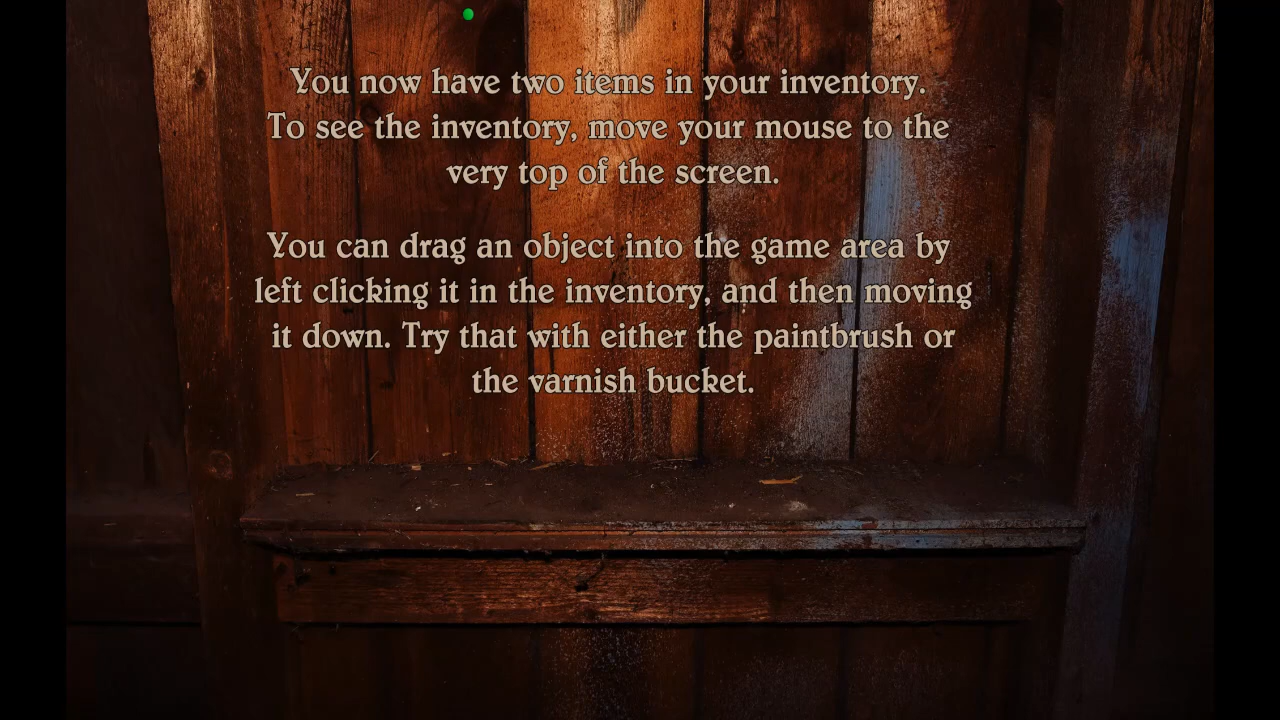 You now have two items in your inventory.
To see the inventory, move your mouse to the
very top of the screen.
You can drag an object into the game area by
left clicking it in the inventory, and then moving
it down. Try that with either the paintbrush or
the varnish bucket.